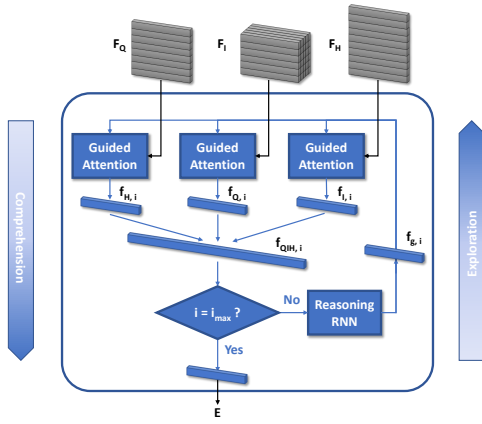 F_Q
F_I
F_H
Guided
Attention
Guided
Attention
Guided
Attention
f_H, i
f_Q, i
f_I, i
f_QIH, i
f_g, i
Comprehension
Exploration
i = i_max ?
No
Reasoning
RNN
Yes
E